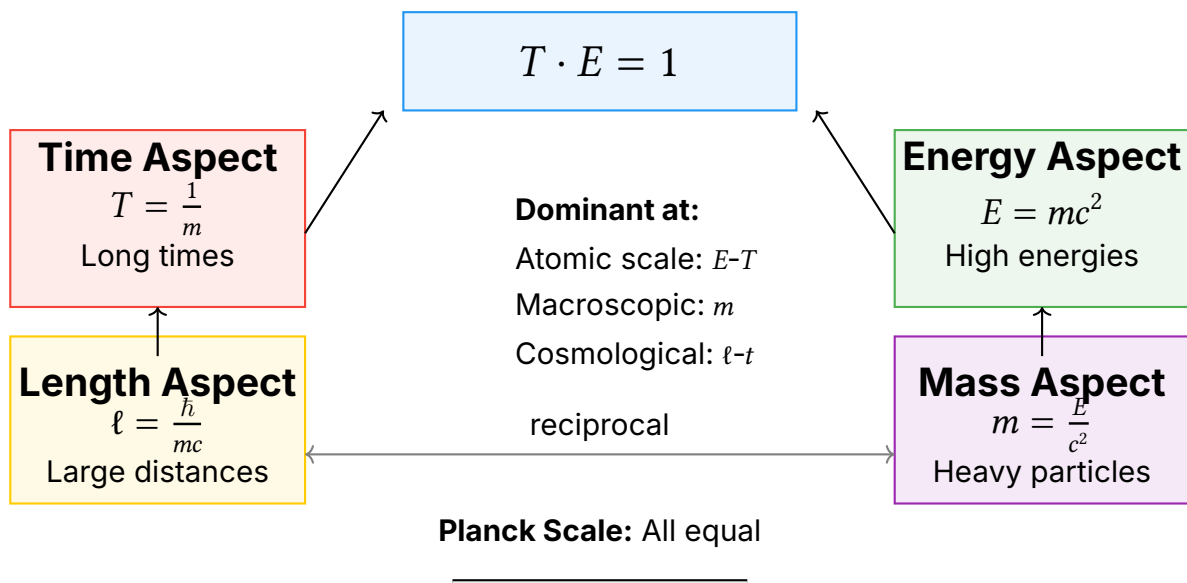 T · E = 1
Time Aspect
T = 1/m
Long times
Energy Aspect
E = mc²
High energies
Dominant at:
Atomic scale: E-T
Macroscopic: m
Cosmological: ℓ-t
Length Aspect
ℓ = ħ/mc
Large distances
reciprocal
Mass Aspect
m = E/c²
Heavy particles
Planck Scale: All equal